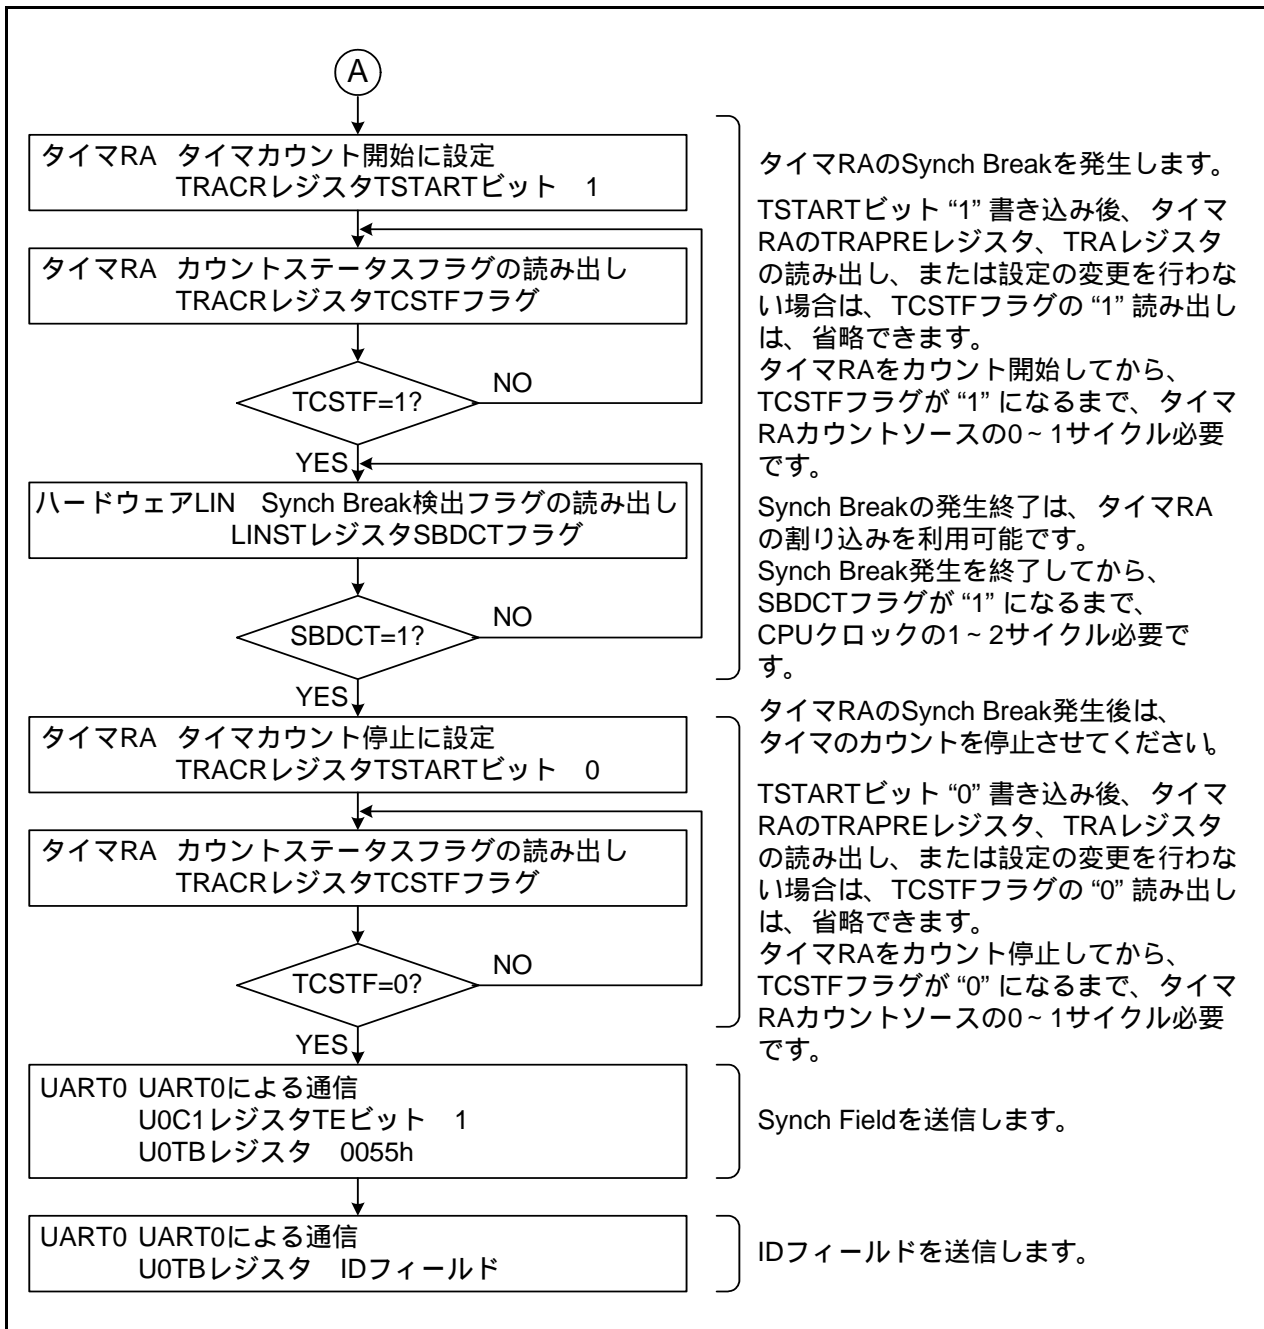 A
タイマRA タイマカウント開始に設定
TRACRレジスタTSTARTビット 1
タイマRA カウントステータスフラグの読み出し
TRACRレジスタTCSTFフラグ
TCSTF=1?
NO
YES
ハードウェアLIN Synch Break検出フラグの読み出し
LINSTレジスタSBDCTフラグ
SBDCT=1?
NO
YES
タイマRAのSynch Breakを発生します。
TSTARTビット “1” 書き込み後、タイマ
RAのTRAPREレジスタ、TRAレジスタ
の読み出し、または設定の変更を行わな
い場合は、TCSTFフラグの “1” 読み出し
は、省略できます。
タイマRAをカウント開始してから、
TCSTFフラグが “1” になるまで、タイマ
RAカウントソースの0~1サイクル必要
です。
Synch Breakの発生終了は、タイマRA
の割り込みを利用可能です。
Synch Break発生を終了してから、
SBDCTフラグが “1” になるまで、
CPUクロックの1~2サイクル必要で
す。
タイマRA タイマカウント停止に設定
TRACRレジスタTSTARTビット 0
タイマRA カウントステータスフラグの読み出し
TRACRレジスタTCSTFフラグ
TCSTF=0?
NO
YES
タイマRAのSynch Break発生後は、
タイマのカウントを停止させてください。
TSTARTビット “0” 書き込み後、タイマ
RAのTRAPREレジスタ、TRAレジスタ
の読み出し、または設定の変更を行わな
い場合は、TCSTFフラグの “0” 読み出し
は、省略できます。
タイマRAをカウント停止してから、
TCSTFフラグが “0” になるまで、タイマ
RAカウントソースの0~1サイクル必要
です。
UART0 UART0による通信
U0C1レジスタTEビット 1
U0TBレジスタ 0055h
Synch Fieldを送信します。
UART0 UART0による通信
U0TBレジスタ IDフィールド
IDフィールドを送信します。